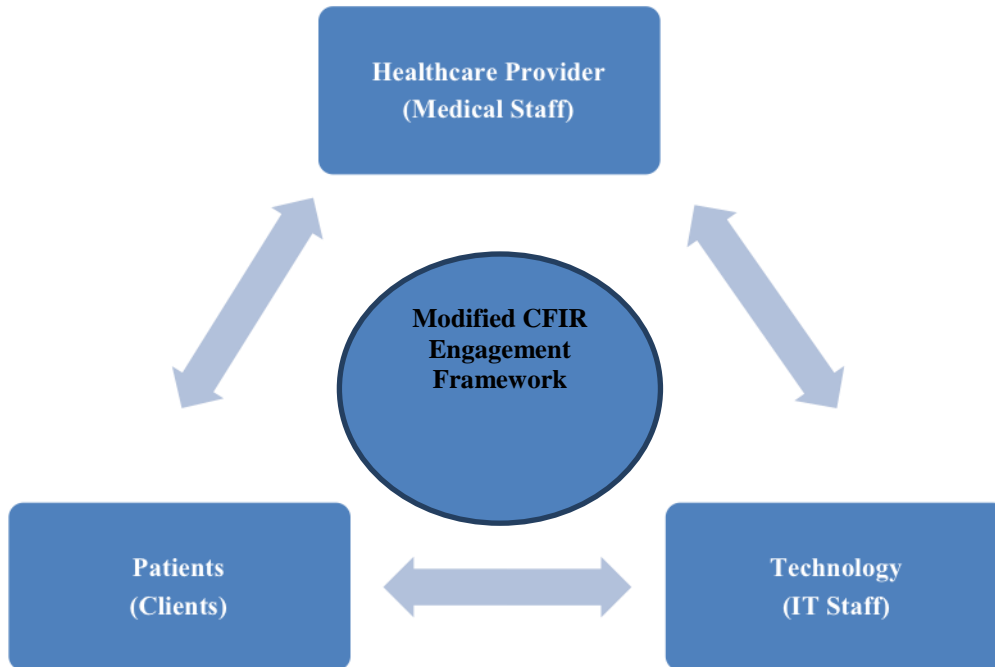 Healthcare Provider
(Medical Staff)
Modified CFIR
Engagement
Framework
Patients
(Clients)
Technology
(IT Staff)